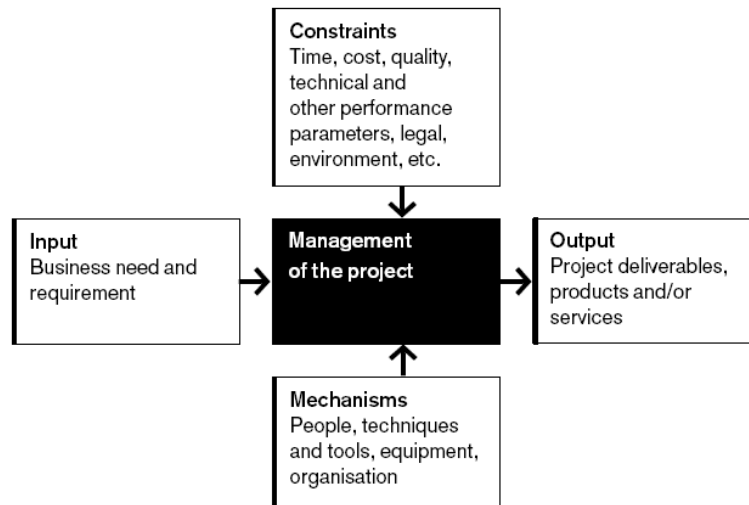 Constraints
Time, cost, quality,
technical and
other performance
parameters, legal,
environment, etc.
Input
Business need and
requirement
Management
of the project
Output
Project deliverables,
products and/or
services
Mechanisms
People, techniques
and tools, equipment,
organisation